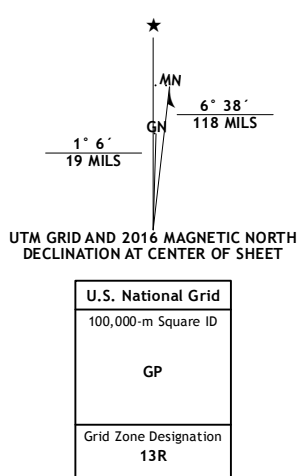 ★
MN
GN
6° 38´
118 MILS
1° 6´
19 MILS
UTM GRID AND 2016 MAGNETIC NORTH
DECLINATION AT CENTER OF SHEET
U.S. National Grid
100,000-m Square ID
GP
Grid Zone Designation
13R